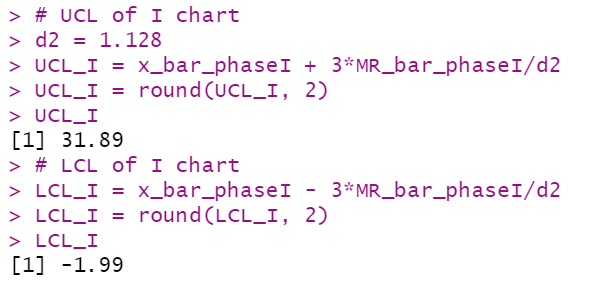 > # UCL of I chart
> d2 = 1.128
> UCL_I = x_bar_phaseI + 3*MR_bar_phaseI/d2
> UCL_I = round(UCL_I, 2)
> UCL_I
[1] 31.89
> # LCL of I chart
> LCL_I = x_bar_phaseI - 3*MR_bar_phaseI/d2
> LCL_I = round(LCL_I, 2)
> LCL_I
[1] -1.99